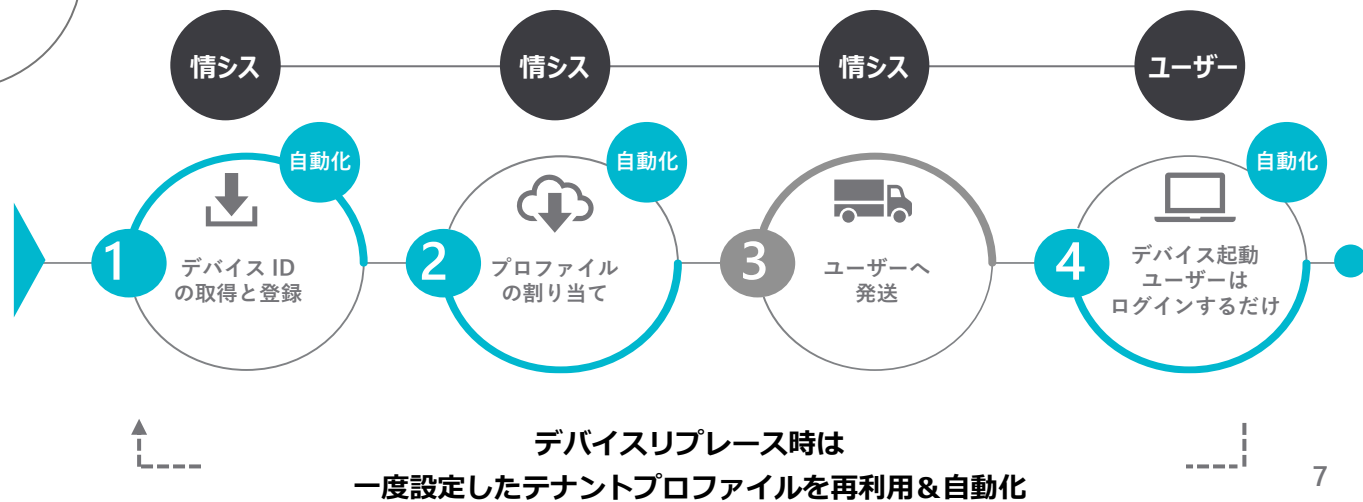 情シス
情シス
情シス
ユーザー
自動化
自動化
自動化
1
デバイス ID
の取得と登録
2
プロファイル
の割り当て
3
ユーザーへ
発送
4
デバイス起動
ユーザーは
ログインするだけ
デバイスリプレース時は
一度設定したテナントプロファイルを再利用＆自動化
7